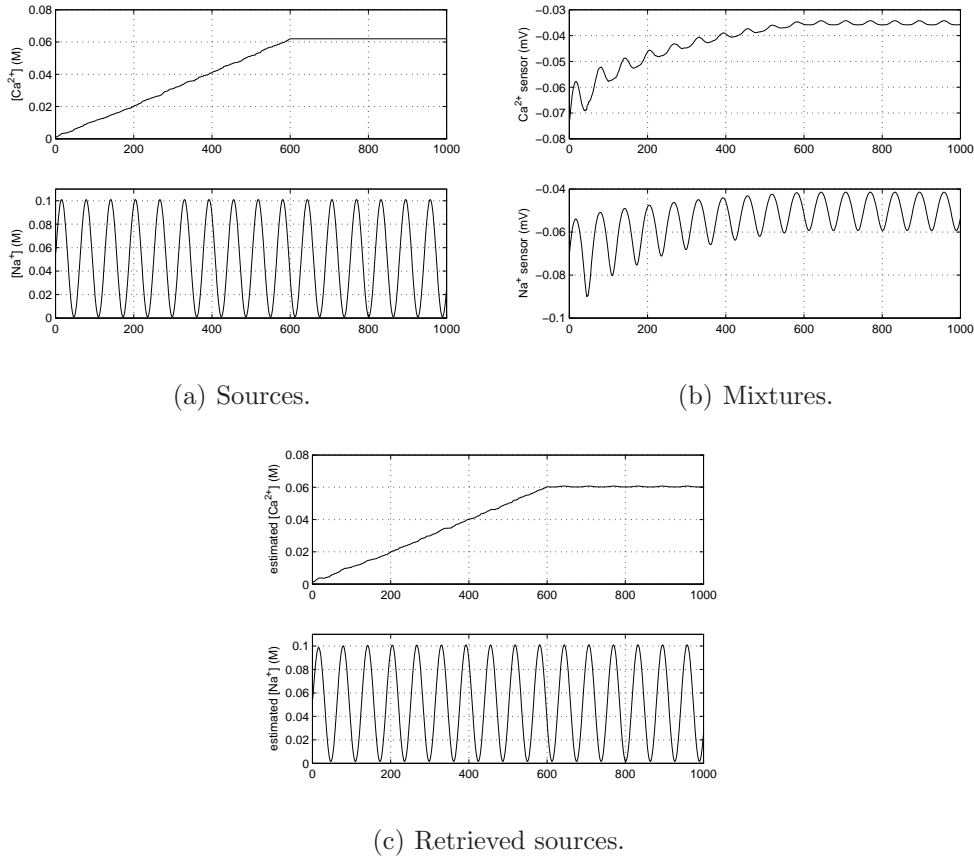 0.08
0.06
0.04
0.02
0
[Ca²⁺] (M)
0 200 400 600 800 1000
0.1
0.08
0.06
0.04
0.02
0
[Na⁺] (M)
0 200 400 600 800 1000
(a) Sources.
−0.03
−0.04
−0.05
−0.06
−0.07
−0.08
Ca²⁺ sensor (mV)
0 200 400 600 800 1000
−0.04
−0.06
−0.08
−0.1
Na⁺ sensor (mV)
0 200 400 600 800 1000
(b) Mixtures.
0.08
0.06
0.04
0.02
0
estimated [Ca²⁺] (M)
0 200 400 600 800 1000
0.1
0.08
0.06
0.04
0.02
0
estimated [Na⁺] (M)
0 200 400 600 800 1000
(c) Retrieved sources.